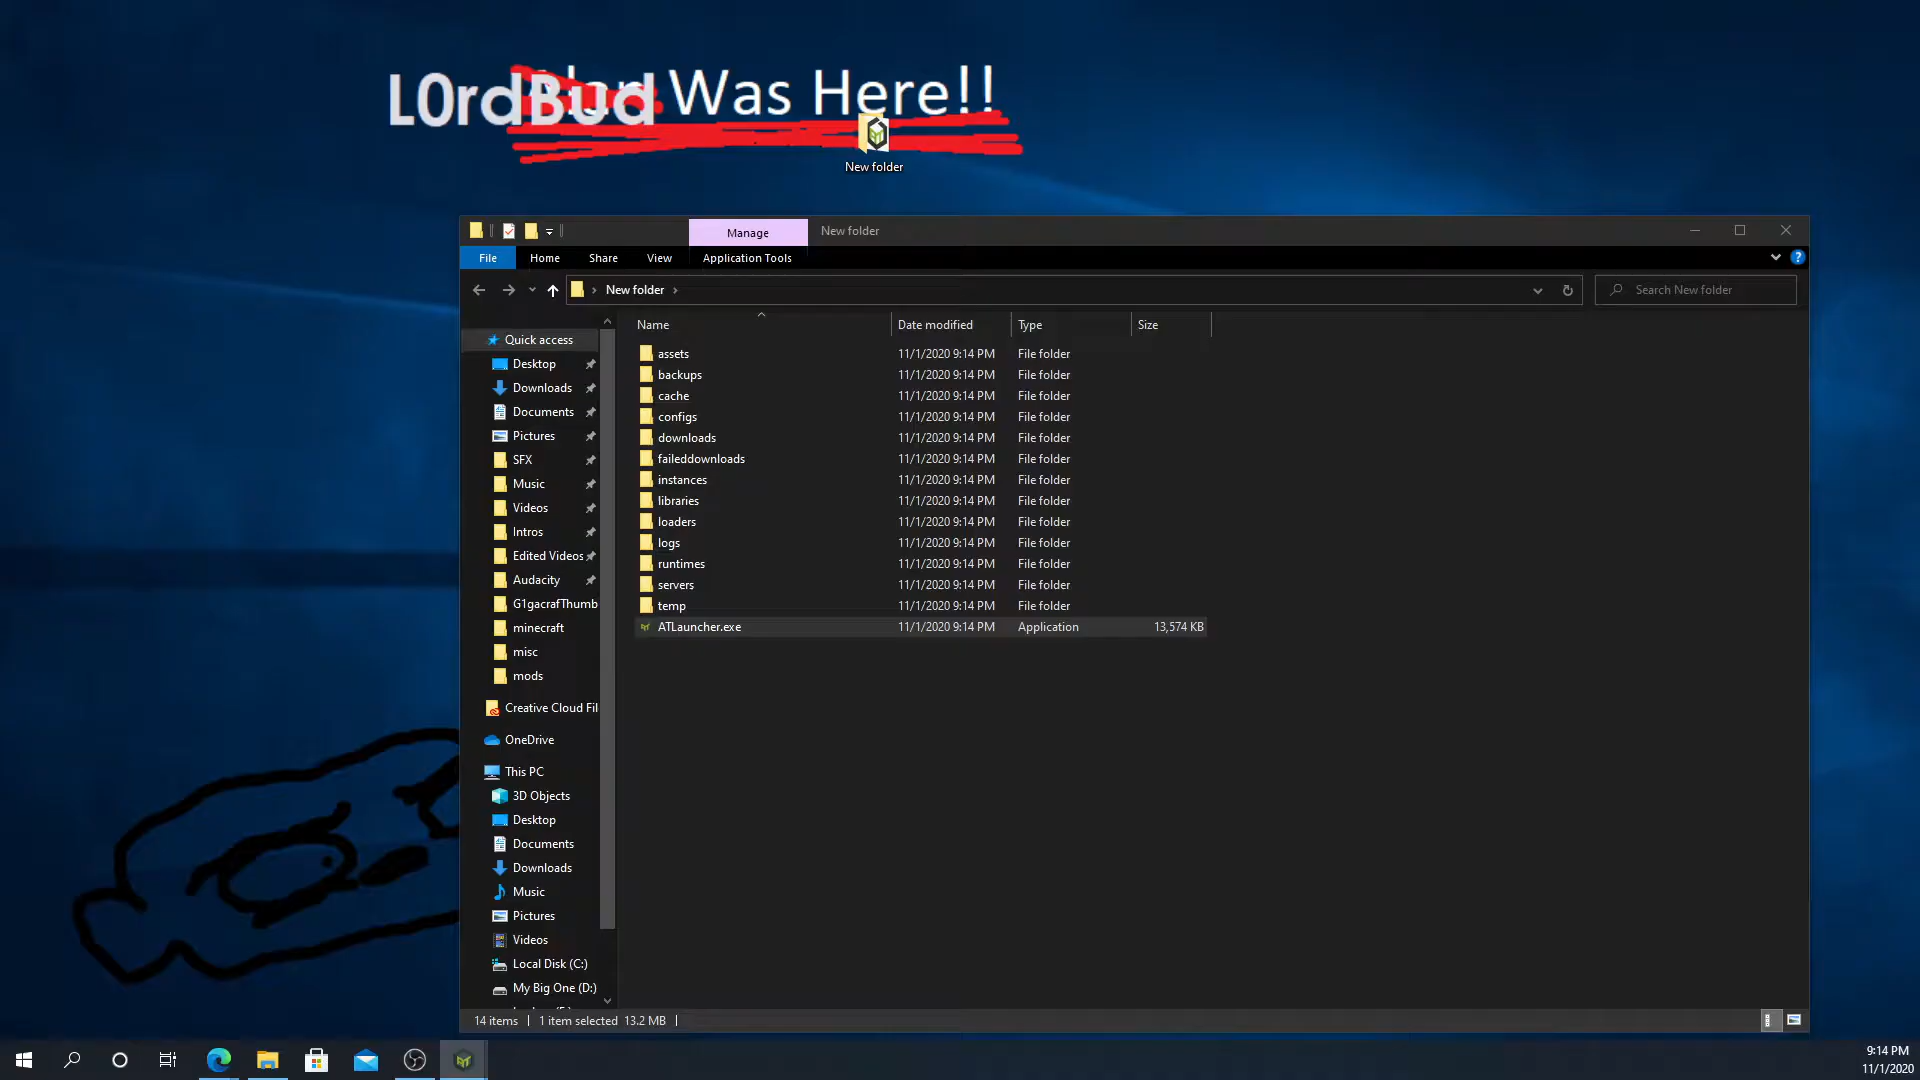 L0rdBud Was Here!!
New folder
Manage
New folder
File
Home
Share
View
Application Tools
New folder
Search New folder
Name
Date modified
Type
Size
Quick access
Desktop
Downloads
Documents
Pictures
SFX
Music
Videos
Intros
Edited Videos
Audacity
G1gacrafThumb
minecraft
misc
mods
Creative Cloud Fil
OneDrive
This PC
3D Objects
Desktop
Documents
Downloads
Music
Pictures
Videos
Local Disk (C:)
My Big One (D:)
assets 11/1/2020 9:14 PM File folder
backups 11/1/2020 9:14 PM File folder
cache 11/1/2020 9:14 PM File folder
configs 11/1/2020 9:14 PM File folder
downloads 11/1/2020 9:14 PM File folder
faileddownloads 11/1/2020 9:14 PM File folder
instances 11/1/2020 9:14 PM File folder
libraries 11/1/2020 9:14 PM File folder
loaders 11/1/2020 9:14 PM File folder
logs 11/1/2020 9:14 PM File folder
runtimes 11/1/2020 9:14 PM File folder
servers 11/1/2020 9:14 PM File folder
temp 11/1/2020 9:14 PM File folder
ATLauncher.exe 11/1/2020 9:14 PM Application 13,574 KB
14 items 1 item selected 13.2 MB
9:14 PM
11/1/2020